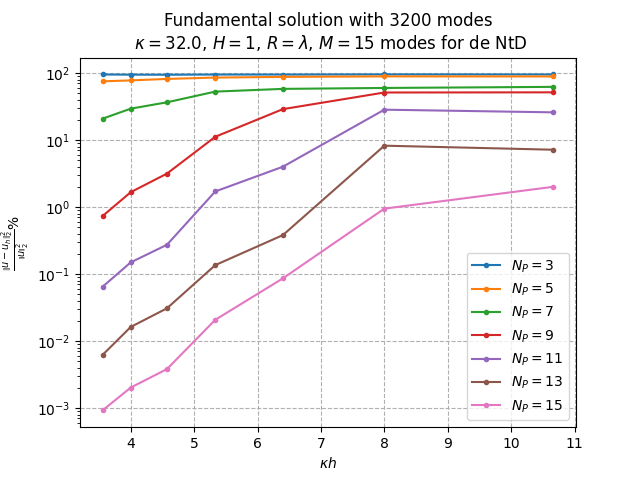 Fundamental solution with 3200 modes
κ = 32.0, H = 1, R = λ, M = 15 modes for de NtD
10²
10¹
10⁰
10⁻¹
10⁻²
10⁻³
‖u − uₕ‖₂²
‖u‖₂² %
4 5 6 7 8 9 10 11
κh
N_P = 3
N_P = 5
N_P = 7
N_P = 9
N_P = 11
N_P = 13
N_P = 15